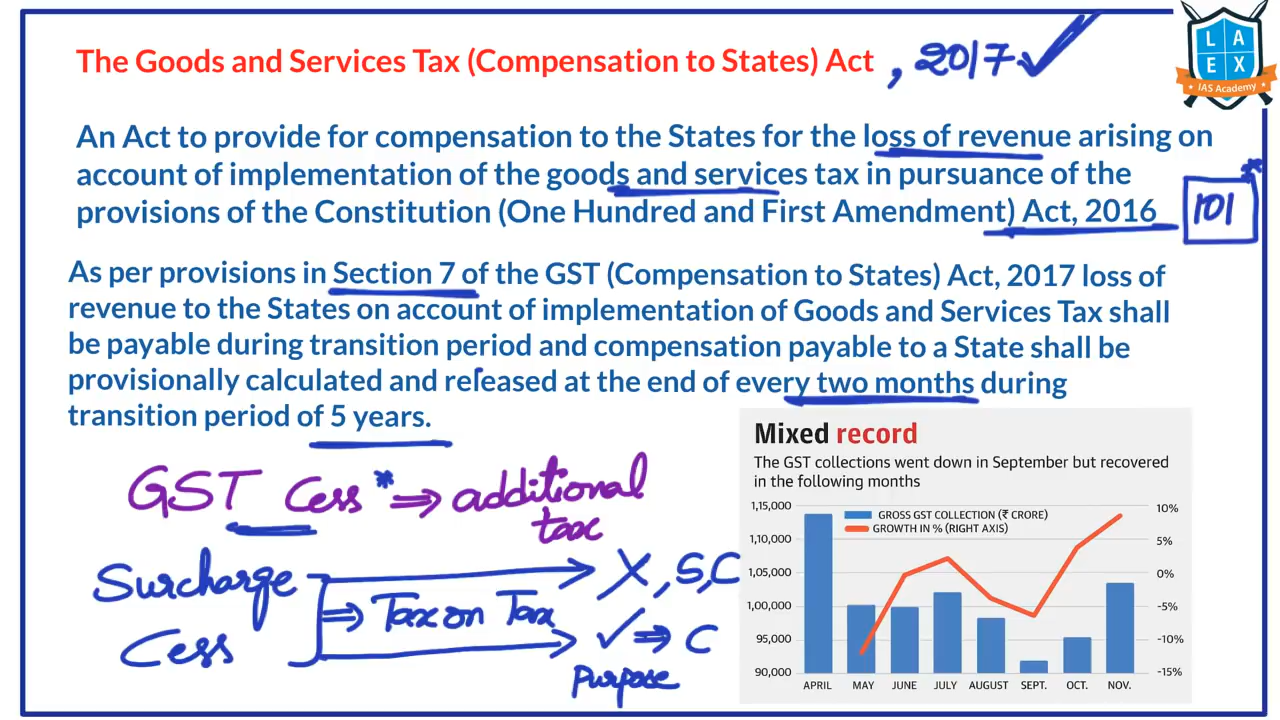 The Goods and Services Tax (Compensation to States) Act , 2017
L A
E X
IAS Academy
An Act to provide for compensation to the States for the loss of revenue arising on
account of implementation of the goods and services tax in pursuance of the
provisions of the Constitution (One Hundred and First Amendment) Act, 2016
101
As per provisions in Section 7 of the GST (Compensation to States) Act, 2017 loss of
revenue to the States on account of implementation of Goods and Services Tax shall
be payable during transition period and compensation payable to a State shall be
provisionally calculated and released at the end of every two months during
transition period of 5 years.
GST Cess* ⇒ additional
tax
Surcharge → X, S, C
⇒ Tax on Tax
Cess → ✓ ⇒ C
Purpose
Mixed record
The GST collections went down in September but recovered
in the following months
GROSS GST COLLECTION (₹ CRORE)
GROWTH IN % (RIGHT AXIS)
1,15,000 10%
1,10,000 5%
1,05,000 0%
1,00,000 -5%
95,000 -10%
90,000 -15%
APRIL MAY JUNE JULY AUGUST SEPT. OCT. NOV.